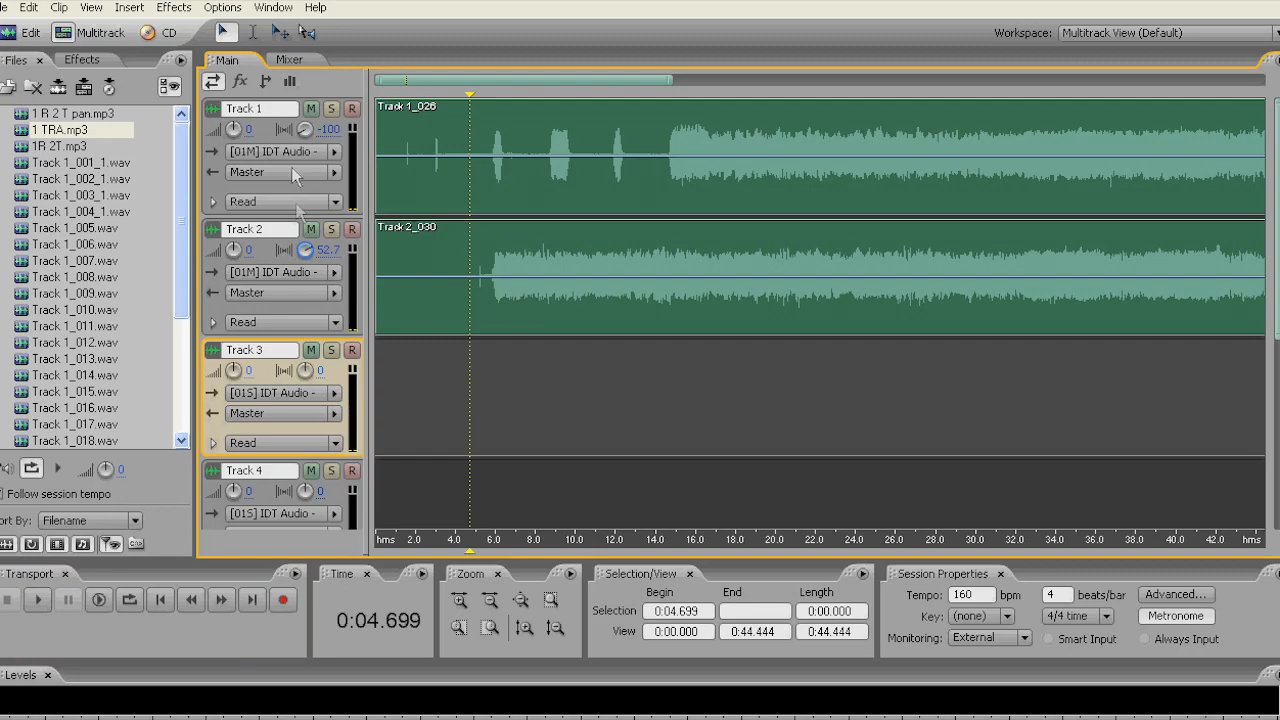 le Edit Clip View Insert Effects Options Window Help
Edit Multitrack CD Workspace: Multitrack View (Default)
Files Effects
Main Mixer
1 R 2 T pan.mp3
1 TRA.mp3
1R 2T.mp3
Track 1_001_1.wav
Track 1_002_1.wav
Track 1_003_1.wav
Track 1_004_1.wav
Track 1_005.wav
Track 1_006.wav
Track 1_007.wav
Track 1_008.wav
Track 1_009.wav
Track 1_010.wav
Track 1_011.wav
Track 1_012.wav
Track 1_013.wav
Track 1_014.wav
Track 1_015.wav
Track 1_016.wav
Track 1_017.wav
Track 1_018.wav
0
Follow session tempo
ort By: Filename
Track 1 M S R
0 -100
[01M] IDT Audio -
Master
Read
Track 2 M S R
0 52.7
[01M] IDT Audio -
Master
Read
Track 3 M S R
0 0
[01S] IDT Audio -
Master
Read
Track 4 M S R
0 0
[01S] IDT Audio -
Track 1_026
Track 2_030
hms 2.0 4.0 6.0 8.0 10.0 12.0 14.0 16.0 18.0 20.0 22.0 24.0 26.0 28.0 30.0 32.0 34.0 36.0 38.0 40.0 42.0 hms
Transport
Time
0:04.699
Zoom
Selection/View
Begin End Length
Selection 0:04.699 0:00.000
View 0:00.000 0:44.444 0:44.444
Session Properties
Tempo: 160 bpm 4 beats/bar Advanced...
Key: (none) 4/4 time Metronome
Monitoring: External Smart Input Always Input
Levels